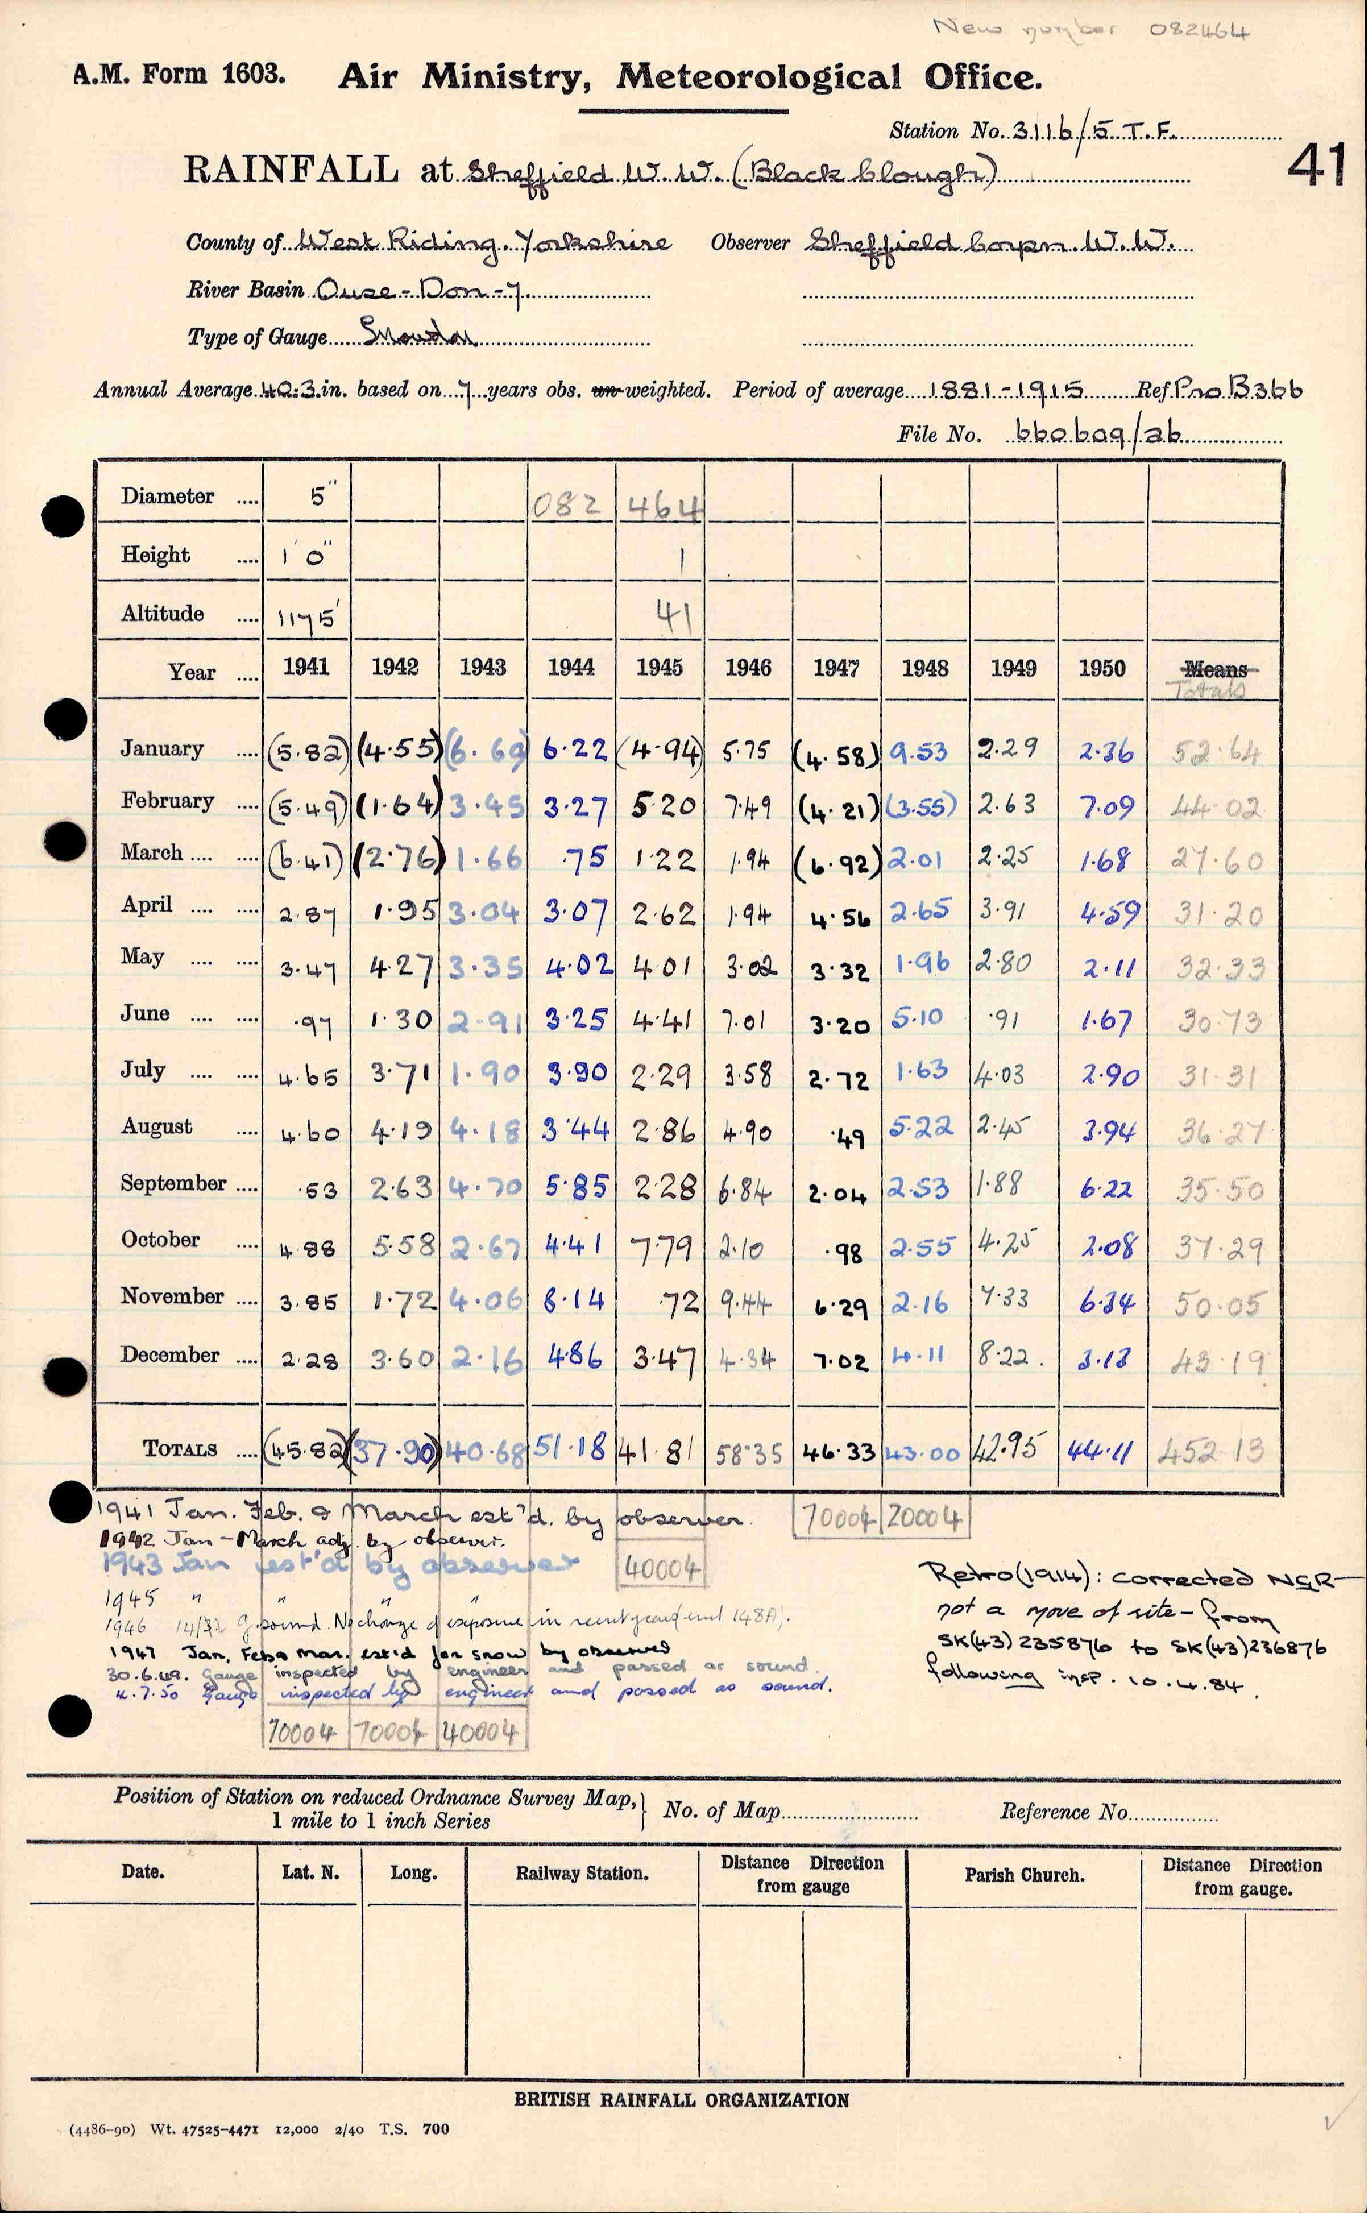 New number 082464
A.M. Form 1603. Air Ministry, Meteorological Office.
Station No. 3116/5 T.F.
41
RAINFALL at Sheffield W.W. (Black Clough)
County of West Riding. Yorkshire Observer Sheffield Corpn. W.W.
River Basin Ouse - Don - 7
Type of Gauge Snowdon
Annual Average 40.3 in. based on 7 years obs. un-weighted. Period of average 1881-1915 Ref Pro B366
File No. 660609/26
Diameter .... 5" 082 464
Height .... 1' 0" 1
Altitude .... 1175' 41
Year .... 1941 1942 1943 1944 1945 1946 1947 1948 1949 1950 Means
Totals
January .... (5.82) (4.55) (6.69) 6.22 (4.94) 5.75 (4.58) 9.53 2.29 2.36 52.64
February .... (5.49) (1.64) 3.45 3.27 5.20 7.49 (4.21) (3.55) 2.63 7.09 44.02
March .... .... (6.41) (2.76) 1.66 .75 1.22 1.94 (6.92) 2.01 2.25 1.68 27.60
April .... .... 2.87 1.95 3.04 3.07 2.62 1.94 4.56 2.65 3.91 4.59 31.20
May .... .... 3.47 4.27 3.35 4.02 4.01 3.02 3.32 1.96 2.80 2.11 32.33
June .... .... .97 1.30 2.91 3.25 4.41 7.01 3.20 5.10 .91 1.67 30.73
July .... .... 4.65 3.71 1.90 3.90 2.29 3.58 2.72 1.63 4.03 2.90 31.31
August .... 4.60 4.19 4.18 3.44 2.86 4.90 .49 5.22 2.45 3.94 36.27
September .... .53 2.63 4.70 5.85 2.28 6.84 2.04 2.53 1.88 6.22 35.50
October .... 4.88 5.58 2.67 4.41 7.79 2.10 .98 2.55 4.25 2.08 37.29
November .... 3.85 1.72 4.06 8.14 .72 9.44 6.29 2.16 7.33 6.34 50.05
December .... 2.28 3.60 2.16 4.86 3.47 4.34 7.02 4.11 8.22 3.13 43.19
TOTALS .... (45.82) (37.90) 40.68 51.18 41.81 58.35 46.33 43.00 42.95 44.11 452.13
1941 Jan. Feb. & March est'd. by observer. 70004 20004
1942 Jan - March adj. by observer.
1943 Jan est'd by observer 40004
1945 " " "
1946 14/ G. sound. No change of exposure in recent years
1947 Jan, Feb & Mar. est'd for snow by observer
30.6.49. Gauge inspected by engineer and passed as sound.
4.7.50 Gauge inspected by engineer and passed as sound.
70004 70004 40004
Retro (1914): corrected NGR -
not a move of site - from
SK(43) 235876 to SK(43) 236876
following insp. 10.4.84.
Position of Station on reduced Ordnance Survey Map, 1 mile to 1 inch Series } No. of Map Reference No.
Date. Lat. N. Long. Railway Station. Distance Direction from gauge Parish Church. Distance Direction from gauge.
BRITISH RAINFALL ORGANIZATION
(4486-90) Wt. 47525-4471 12,000 2/40 T.S. 700